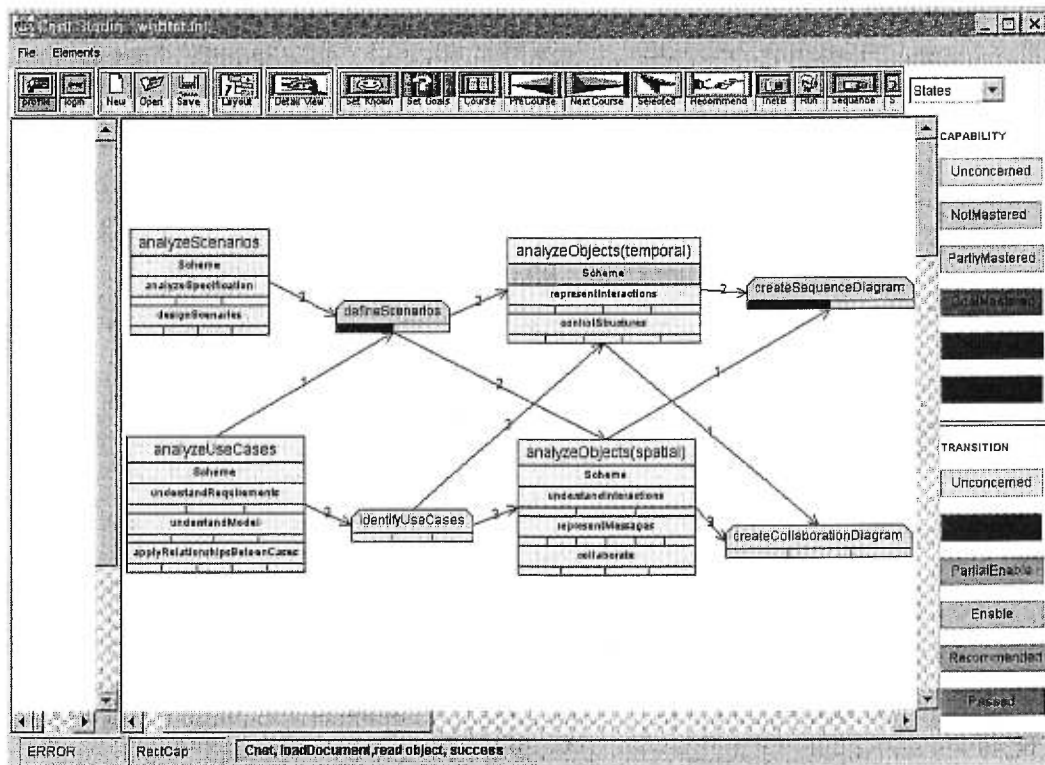 File Elements
profile login New Open Save Layout Detail View Set Known Set Goals Course PreCourse Next Course Selected Recommend Run Sequence S
States
CAPABILITY
Unconcerned
NotMastered
PartlyMastered
GoalMastered
TRANSITION
Unconcerned
PartialEnable
Enable
Recommended
Passed
analyzeScenarios
Scheme
analyzeSpecification
designScenarios
defineScenarios
analyzeObjects(temporal)
Scheme
representInteractions
controlStructures
createSequenceDiagram
analyzeUseCases
Scheme
understandRequirements
understandModel
applyRelationshipsBeteenCases
identifyUseCases
analyzeObjects(spatial)
Scheme
understandInteractions
representMessages
collaborate
createCollaborationDiagram
ERROR RectCap Cnet, loadDocument,read object, success